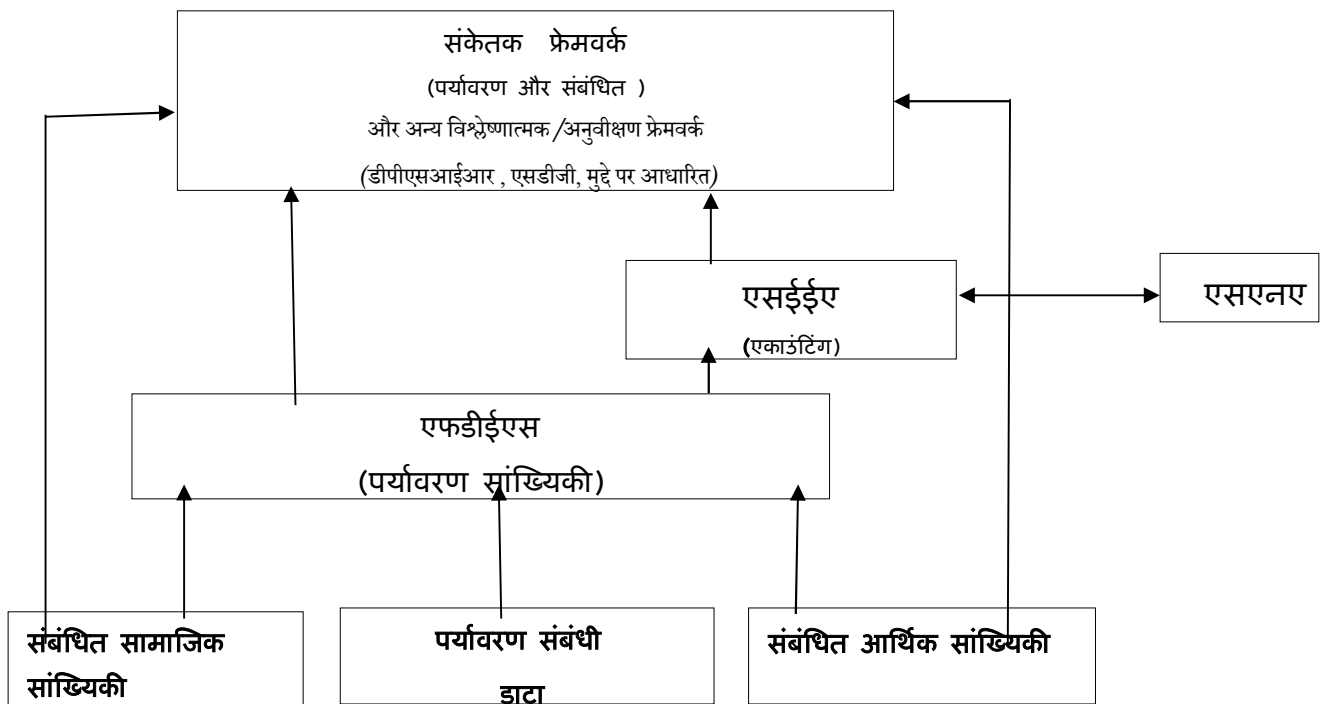 संकेतक फ्रेमवर्क
(पर्यावरण और संबंधित )
और अन्य विश्लेष्णात्मक/अनुवीक्षण फ्रेमवर्क
(डीपीएसआईआर , एसडीजी, मुद्दे पर आधारित)
एसईईए
(एकाउंटिंग)
एसएनए
एफडीईएस
(पर्यावरण सांख्यिकी)
संबंधित सामाजिक
सांख्यिकी
पर्यावरण संबंधी
डाटा
संबंधित आर्थिक सांख्यिकी